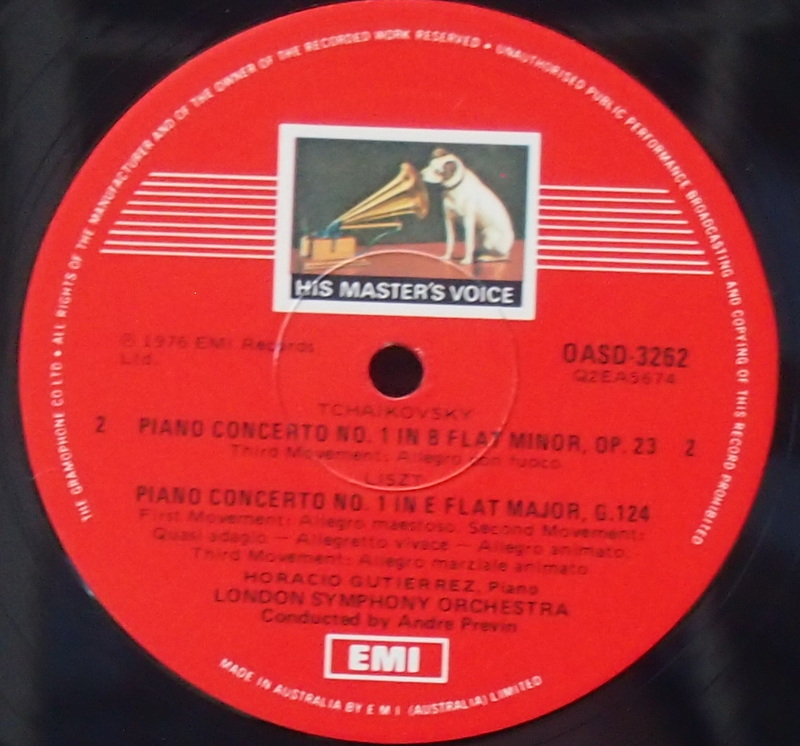 THE GRAMOPHONE CO LTD • ALL RIGHTS OF THE MANUFACTURER AND OF THE OWNER OF THE RECORDED WORK RESERVED • UNAUTHORISED PUBLIC PERFORMANCE BROADCASTING AND COPYING OF THIS RECORD PROHIBITED
HIS MASTER'S VOICE
℗ 1976 EMI Records
Ltd.
OASD-3262
Q2EAS674
TCHAIKOVSKY
2 PIANO CONCERTO NO. 1 IN B FLAT MINOR, OP. 23 2
Third Movement: Allegro con fuoco
LISZT
PIANO CONCERTO NO. 1 IN E FLAT MAJOR, G.124
First Movement: Allegro maestoso. Second Movement:
Quasi adagio — Allegretto vivace — Allegro animato.
Third Movement: Allegro marziale animato
HORACIO GUTIERREZ, Piano
LONDON SYMPHONY ORCHESTRA
Conducted by Andre Previn
EMI
MADE IN AUSTRALIA BY E M I (AUSTRALIA) LIMITED